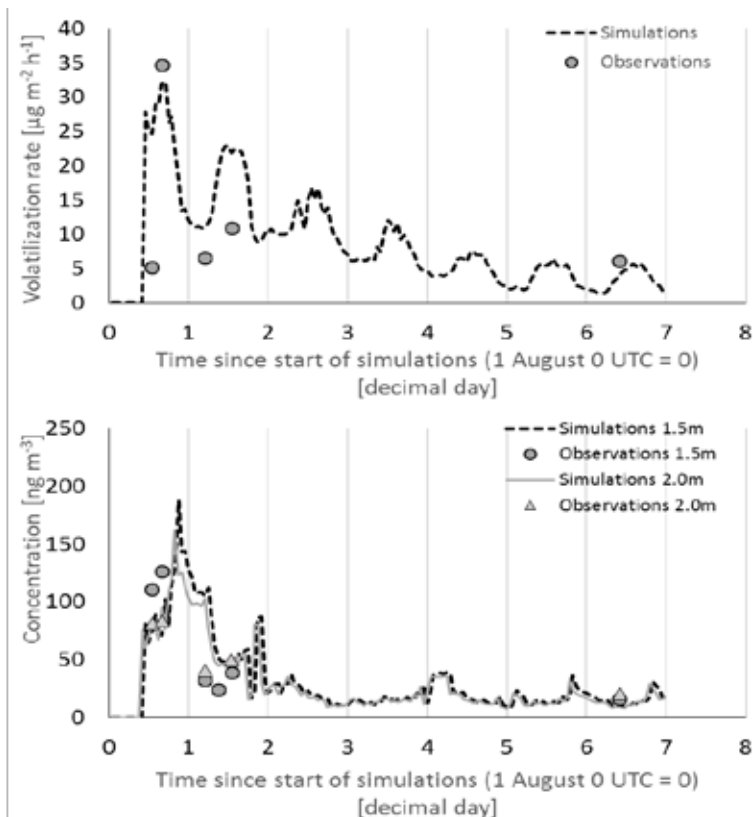 40
35
30
25
20
15
10
5
0
Volatilization rate [µg m-2 h-1]
Simulations
Observations
0 1 2 3 4 5 6 7 8
Time since start of simulations (1 August 0 UTC = 0)
[decimal day]
250
200
150
100
50
0
Concentration [ng m-3]
Simulations 1.5m
Observations 1.5m
Simulations 2.0m
Observations 2.0m
0 1 2 3 4 5 6 7 8
Time since start of simulations (1 August 0 UTC = 0)
[decimal day]